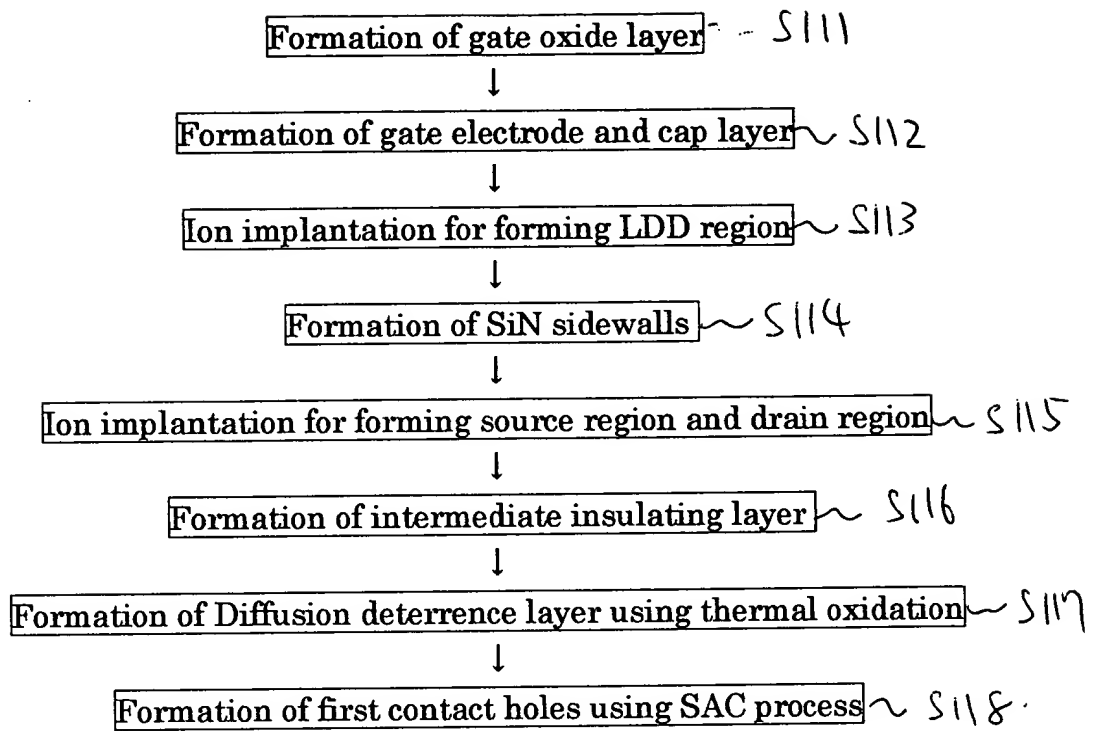 Formation of gate oxide layer S111
↓
Formation of gate electrode and cap layer S112
↓
Ion implantation for forming LDD region S113
↓
Formation of SiN sidewalls S114
↓
Ion implantation for forming source region and drain region S115
↓
Formation of intermediate insulating layer S116
↓
Formation of Diffusion deterrence layer using thermal oxidation S117
↓
Formation of first contact holes using SAC process S118.